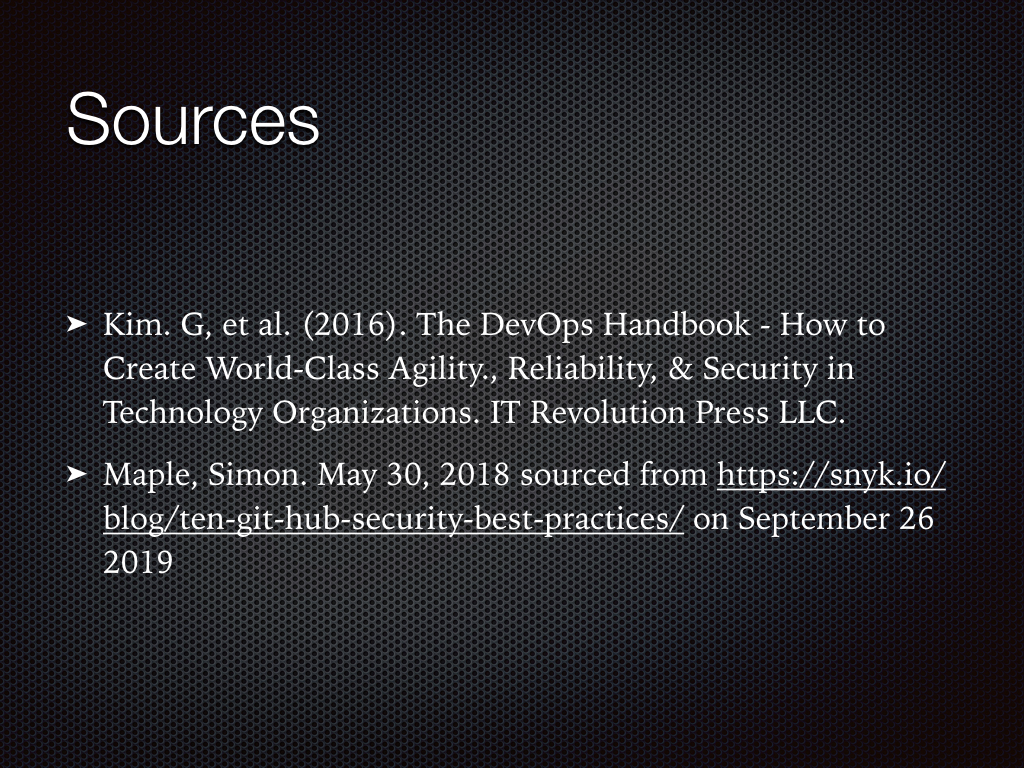 Sources
➤ Kim. G, et al. (2016). The DevOps Handbook - How to
Create World-Class Agility., Reliability, & Security in
Technology Organizations. IT Revolution Press LLC.
➤ Maple, Simon. May 30, 2018 sourced from https://snyk.io/
blog/ten-git-hub-security-best-practices/ on September 26
2019